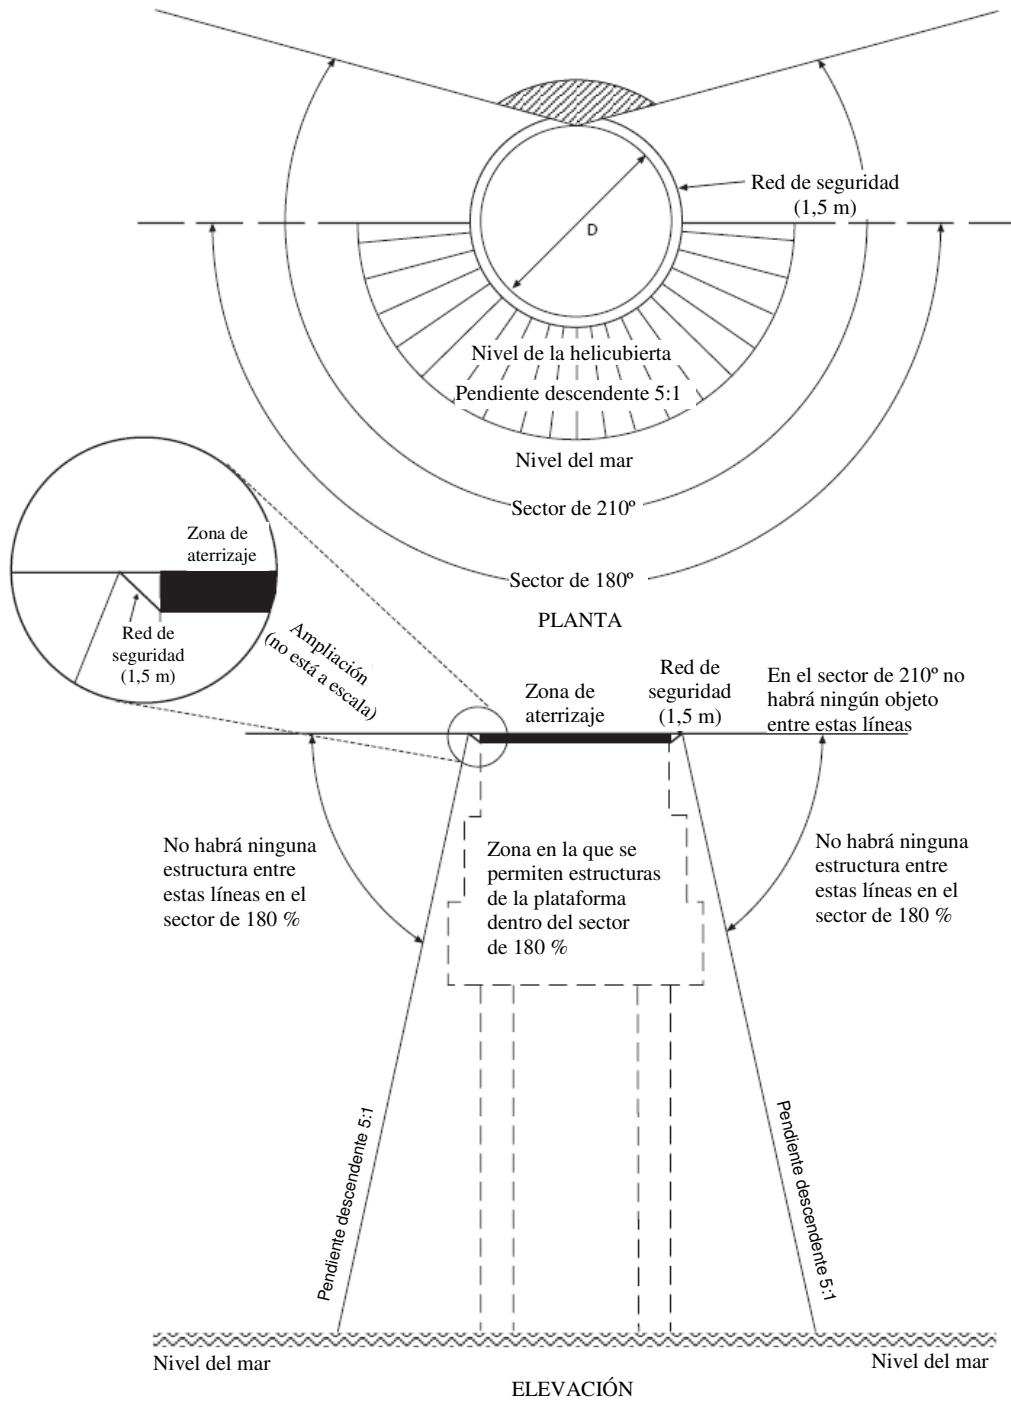 Red de seguridad
(1,5 m)
D
Nivel de la helicubierta
Pendiente descendente 5:1
Nivel del mar
Sector de 210º
Sector de 180º
PLANTA
Zona de
aterrizaje
Red de
seguridad
(1,5 m)
Ampliación
(no está a escala)
Zona de
aterrizaje
Red de
seguridad
(1,5 m)
En el sector de 210º no
habrá ningún objeto
entre estas líneas
No habrá ninguna
estructura entre
estas líneas en el
sector de 180 %
Zona en la que se
permiten estructuras
de la plataforma
dentro del sector
de 180 %
No habrá ninguna
estructura entre
estas líneas en el
sector de 180 %
Pendiente descendente 5:1
Pendiente descendente 5:1
Nivel del mar
Nivel del mar
ELEVACIÓN